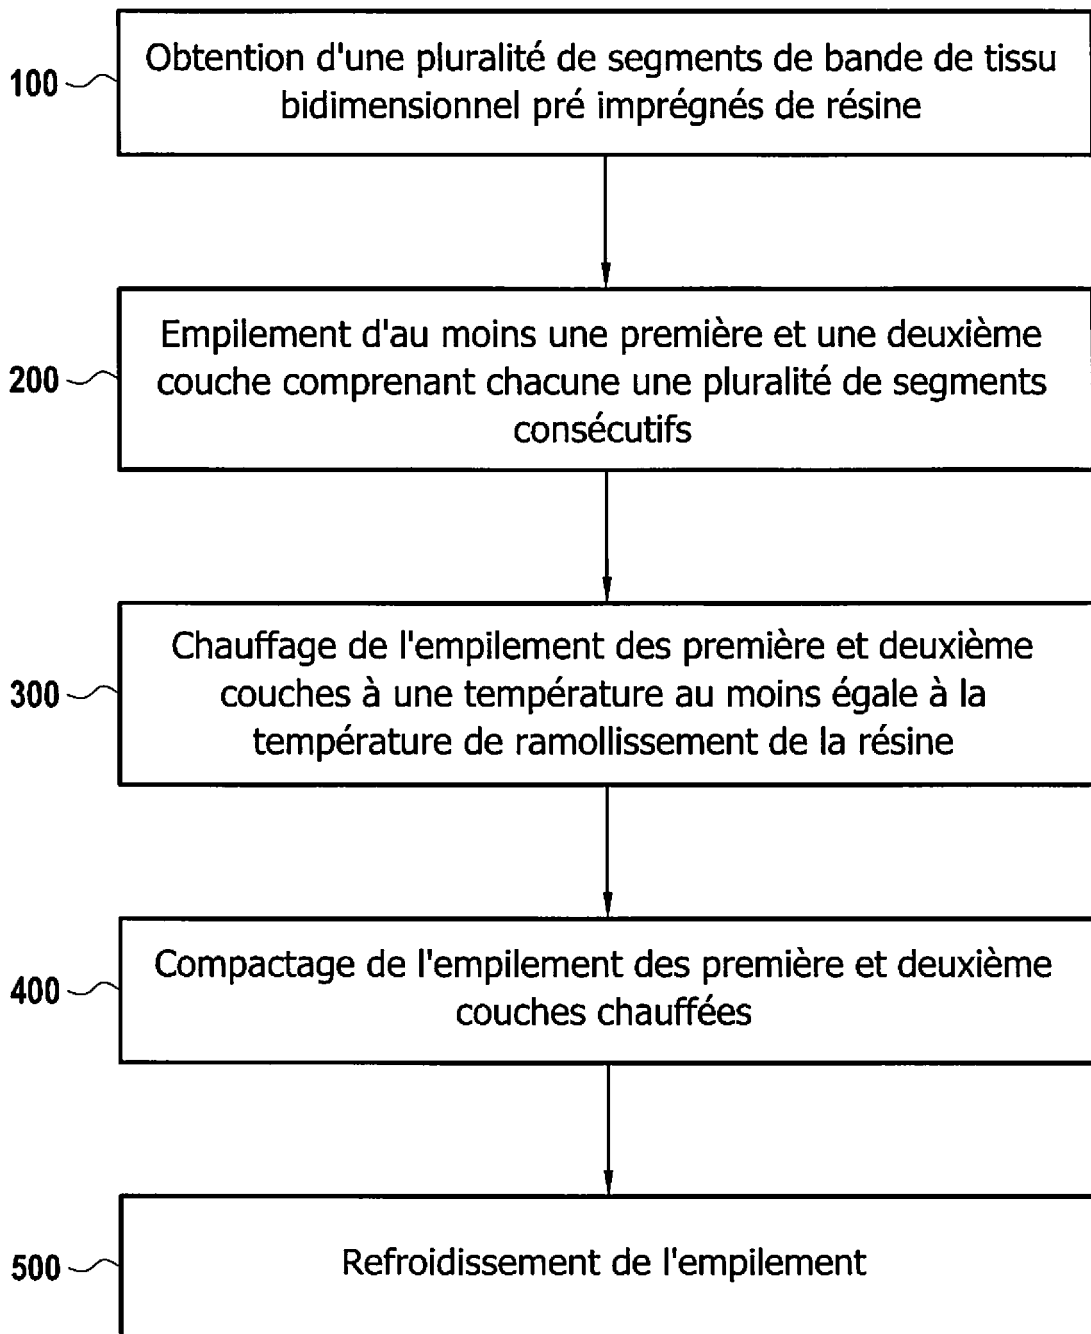 100
Obtention d'une pluralité de segments de bande de tissu
bidimensionnel pré imprégnés de résine
200
Empilement d'au moins une première et une deuxième
couche comprenant chacune une pluralité de segments
consécutifs
300
Chauffage de l'empilement des première et deuxième
couches à une température au moins égale à la
température de ramollissement de la résine
400
Compactage de l'empilement des première et deuxième
couches chauffées
500
Refroidissement de l'empilement